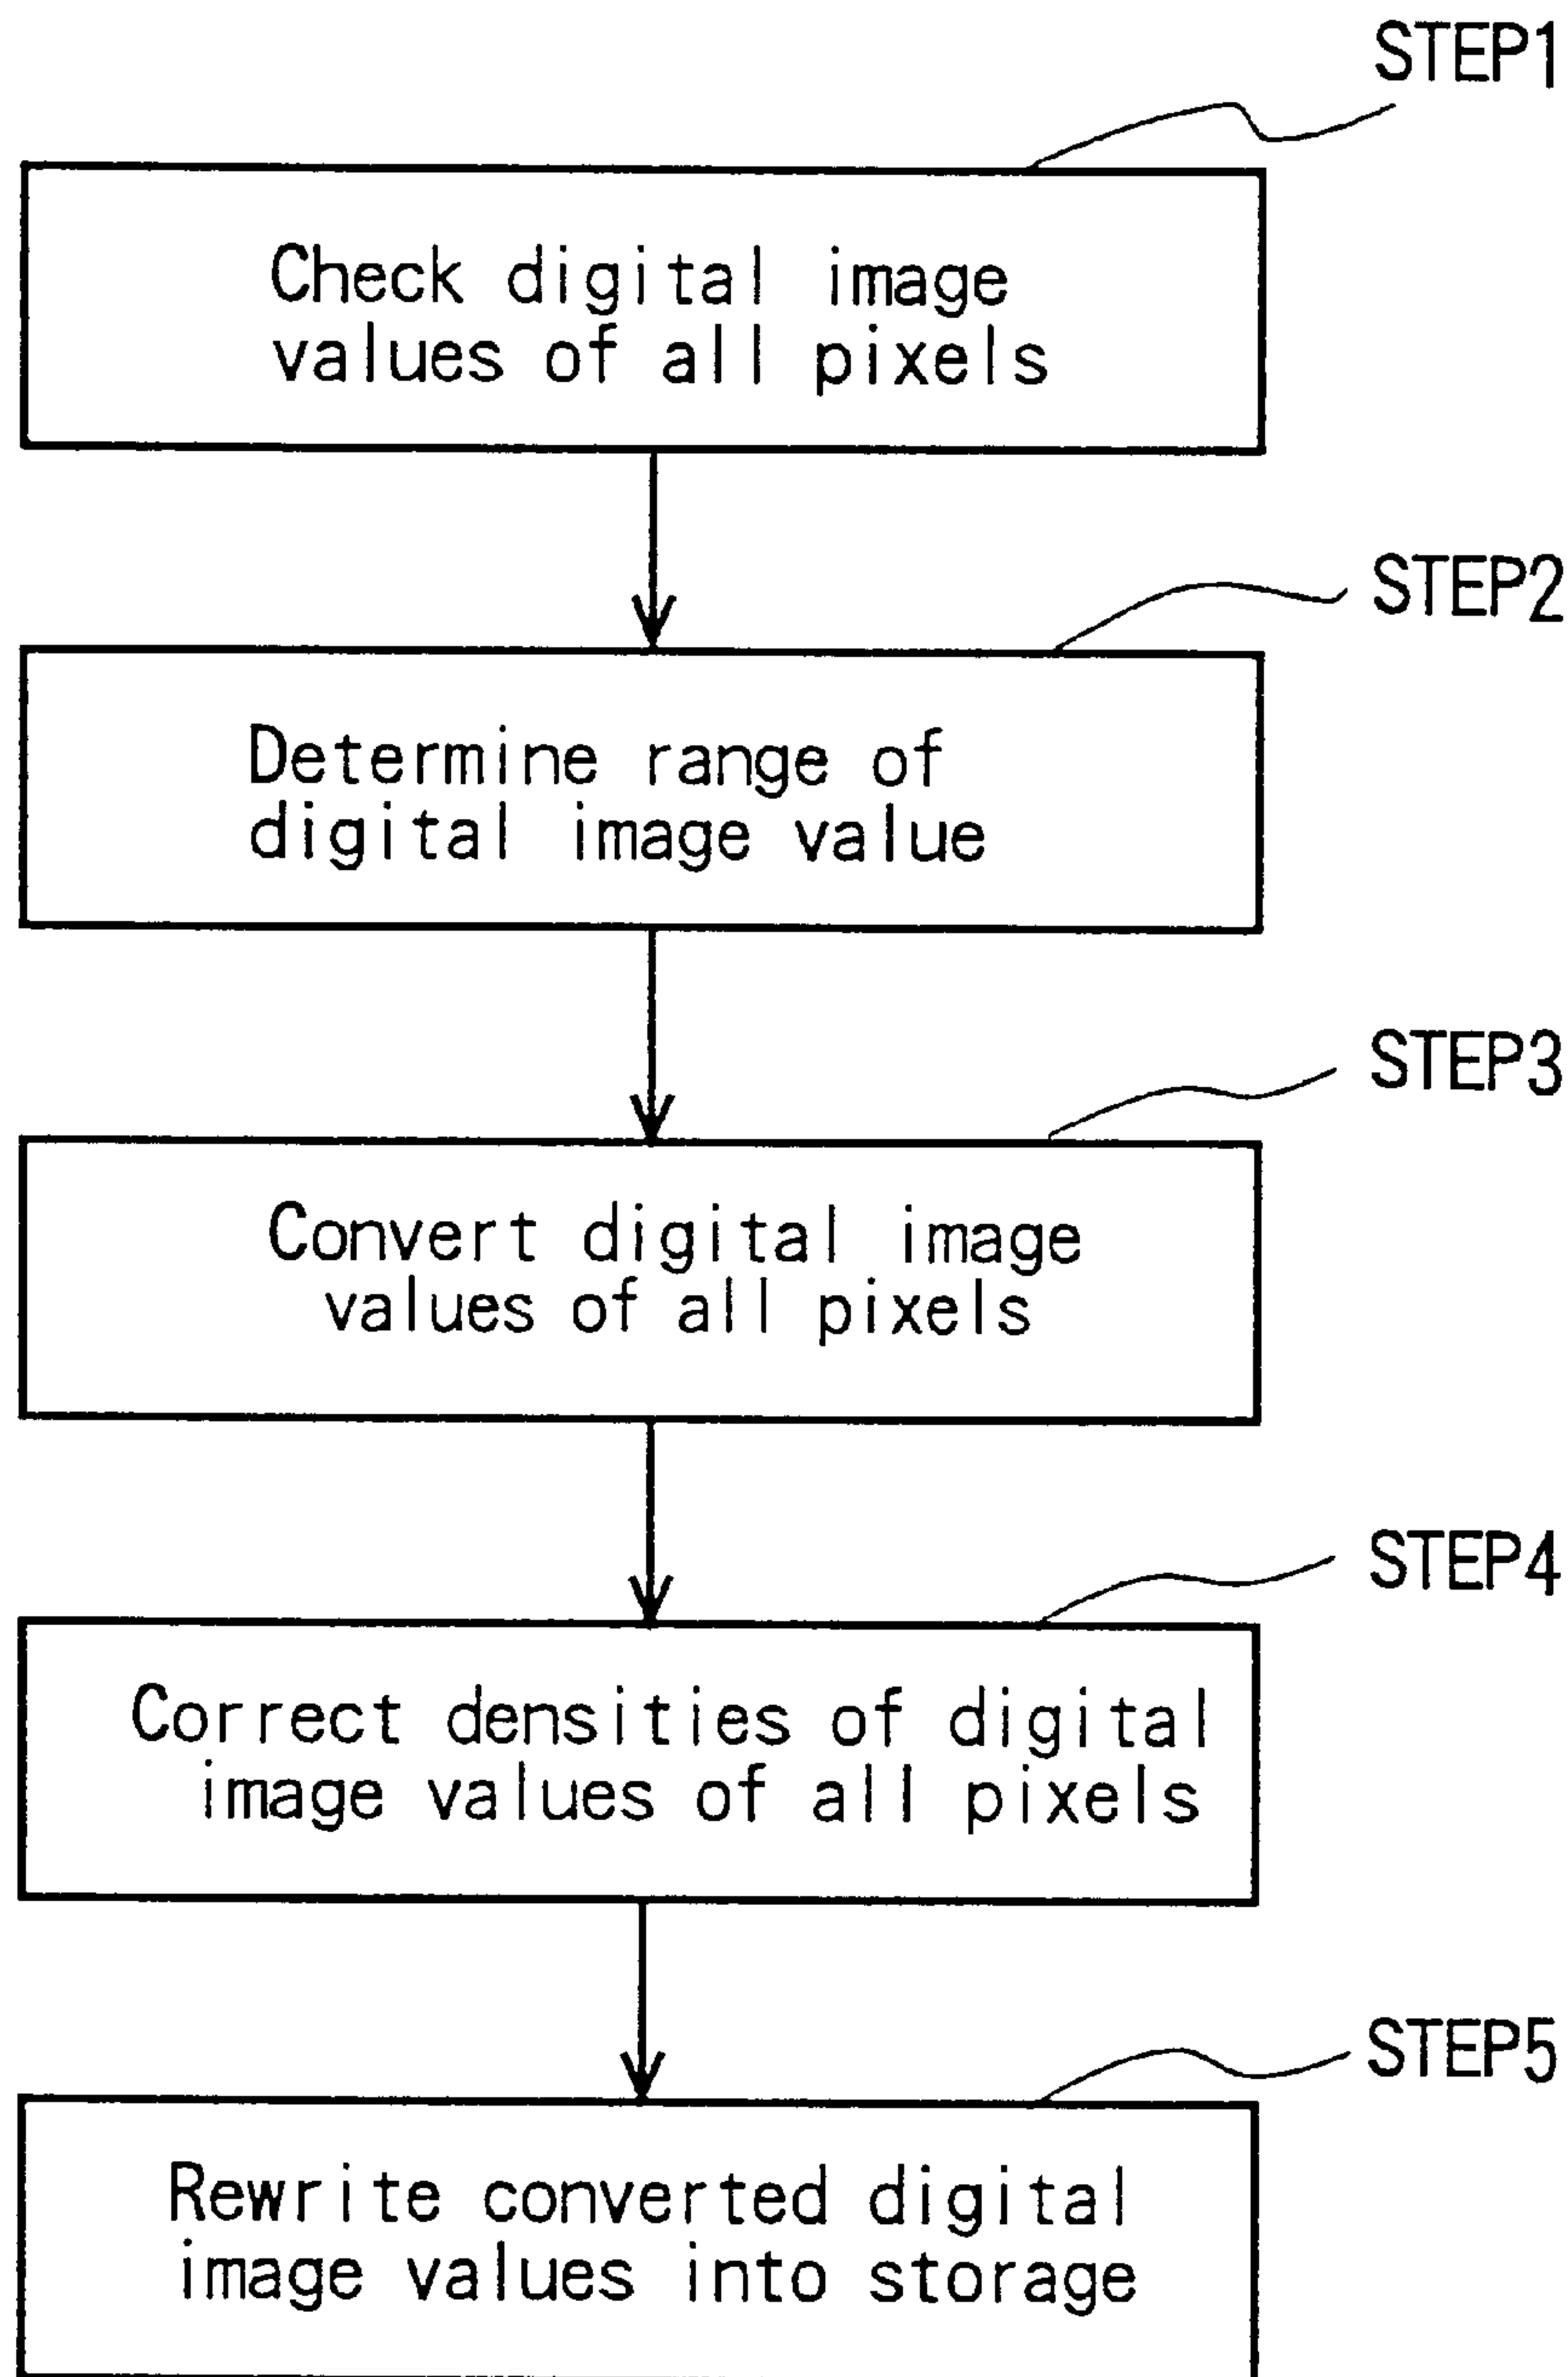 STEP1
Check digital image
values of all pixels
STEP2
Determine range of
digital image value
STEP3
Convert digital image
values of all pixels
STEP4
Correct densities of digital
image values of all pixels
STEP5
Rewrite converted digital
image values into storage